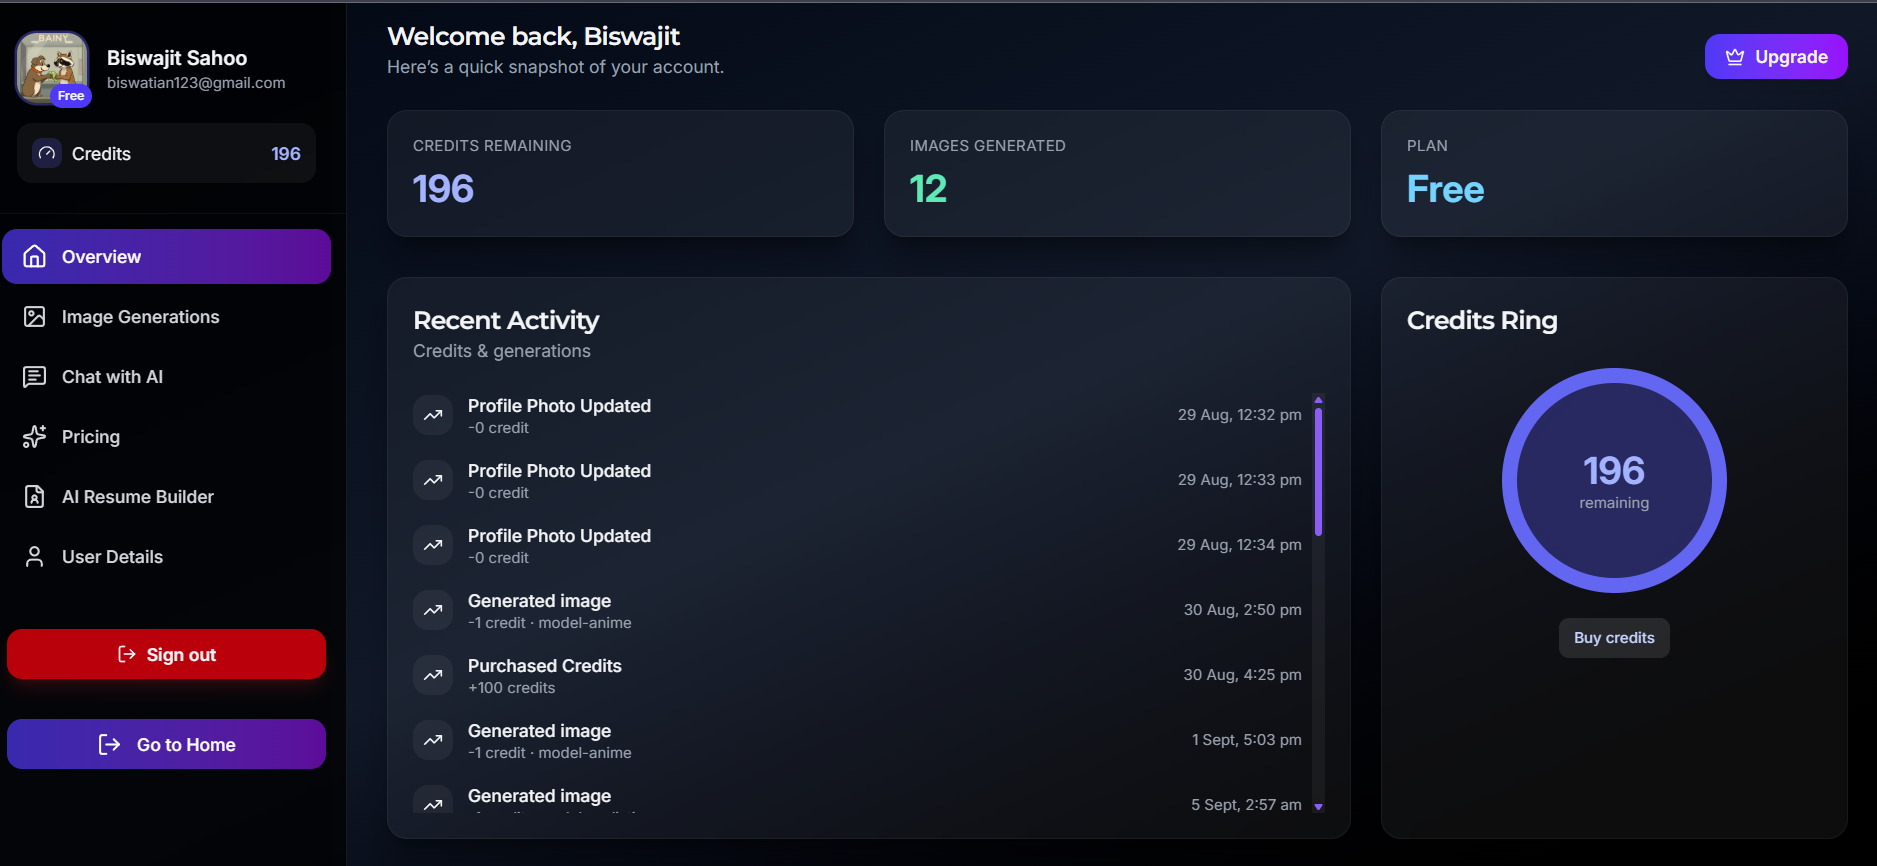 BAINY
Free
Biswajit Sahoo
biswatian123@gmail.com
Credits
196
Overview
Image Generations
Chat with AI
Pricing
AI Resume Builder
User Details
Sign out
Go to Home
Welcome back, Biswajit
Here's a quick snapshot of your account.
Upgrade
CREDITS REMAINING
196
IMAGES GENERATED
12
PLAN
Free
Recent Activity
Credits & generations
Profile Photo Updated
-0 credit
29 Aug, 12:32 pm
Profile Photo Updated
-0 credit
29 Aug, 12:33 pm
Profile Photo Updated
-0 credit
29 Aug, 12:34 pm
Generated image
-1 credit · model-anime
30 Aug, 2:50 pm
Purchased Credits
+100 credits
30 Aug, 4:25 pm
Generated image
-1 credit · model-anime
1 Sept, 5:03 pm
Generated image
5 Sept, 2:57 am
Credits Ring
196
remaining
Buy credits